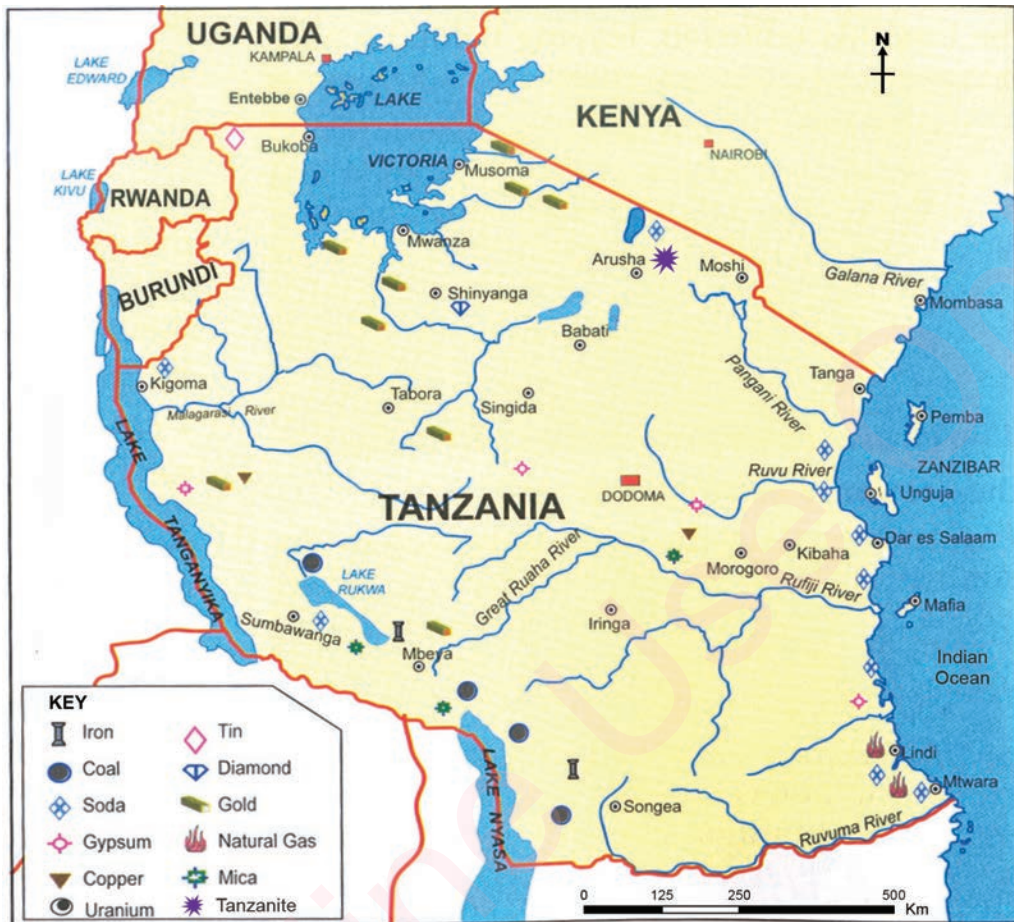 UGANDA
KAMPALA
LAKE
EDWARD
Entebbe
LAKE
N
KENYA
NAIROBI
Bukoba
VICTORIA
Musoma
LAKE
KIVU
RWANDA
Mwanza
BURUNDI
Arusha
Moshi
Galana River
Mombasa
Shinyanga
Babati
Kigoma
Tabora
Singida
Pangani River
Tanga
Pemba
Malagarasi River
ZANZIBAR
Ruvu River
Unguja
DODOMA
TANZANIA
LAKE
TANGANYIKA
Dar es Salaam
Kibaha
Morogoro
Great Ruaha River
Rufiji River
LAKE
RUKWA
Mafia
Sumbawanga
Iringa
Mbeya
Indian
Ocean
KEY
Iron
Tin
Coal
Diamond
Soda
Gold
Gypsum
Natural Gas
Copper
Mica
Uranium
Tanzanite
LAKE NYASA
Lindi
Mtwara
Songea
Ruvuma River
0 125 250 500
Km